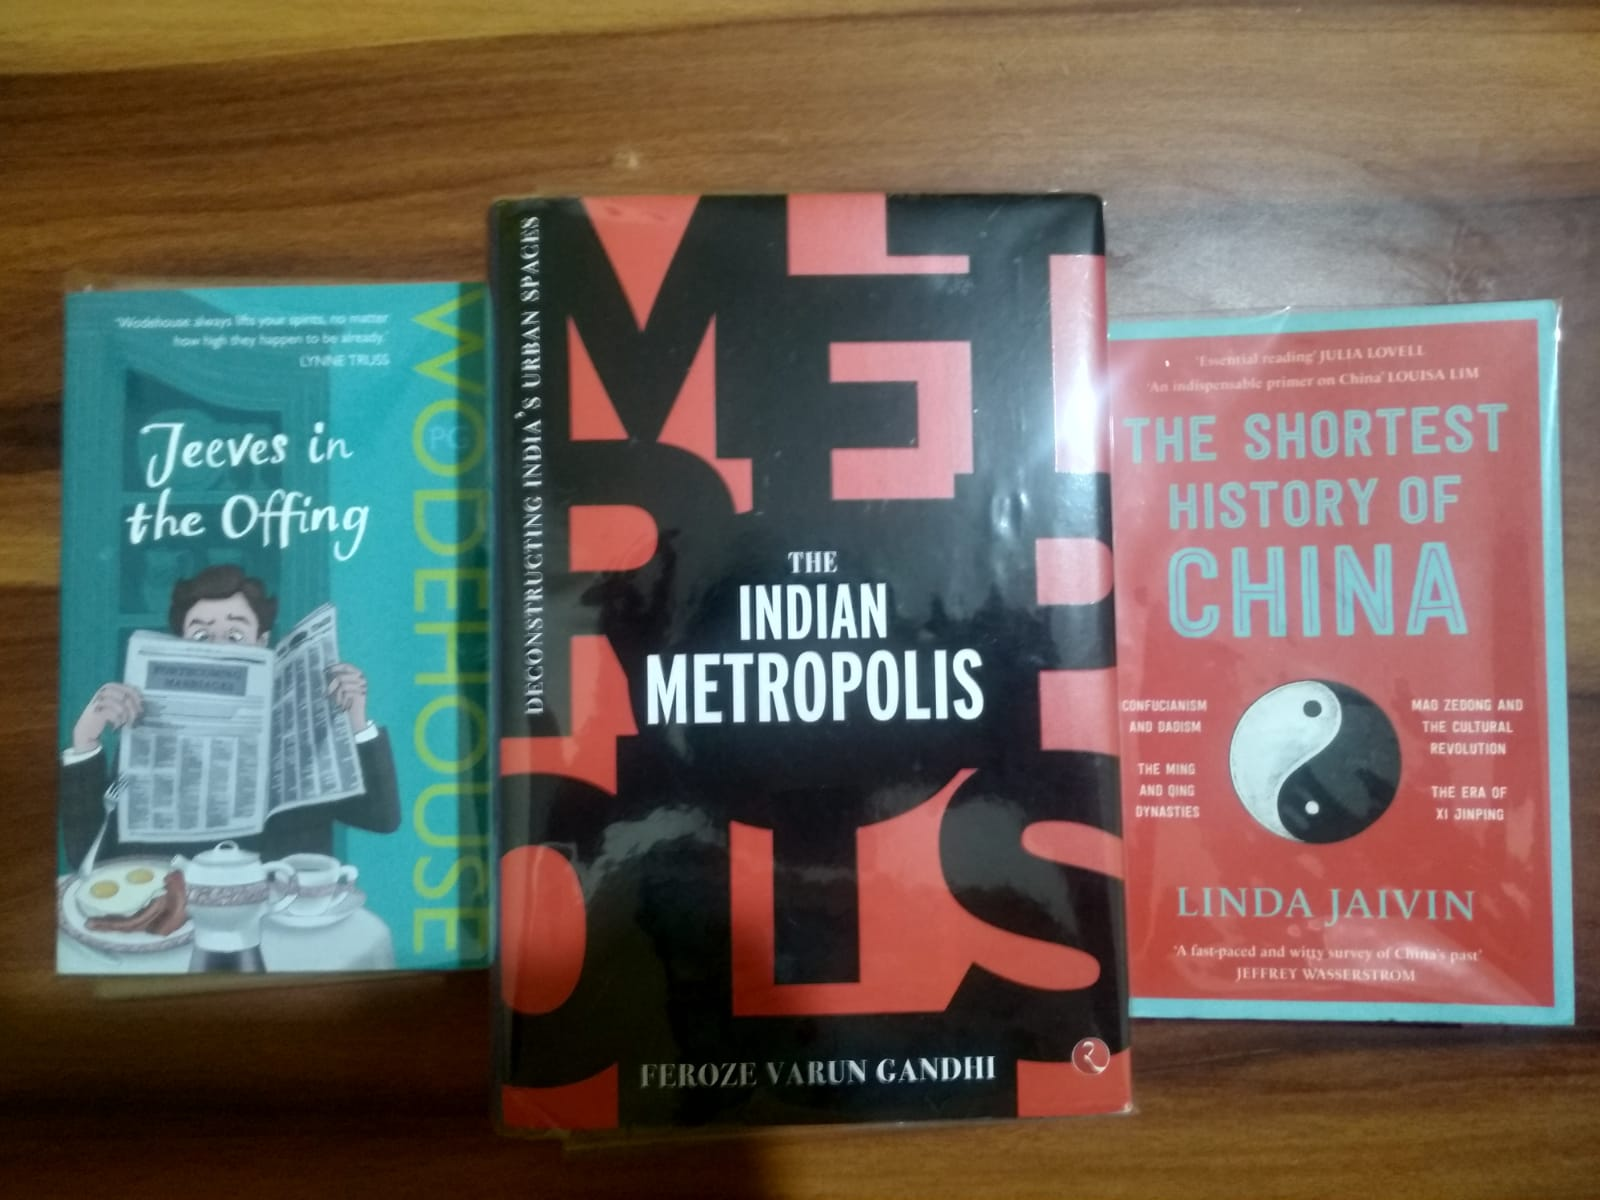 'Wodehouse always lifts your spirits, no matter
how high they happen to be already.'
LYNNE TRUSS
Jeeves in
the Offing
PG
WODEHOUSE
FORTHCOMING
MARRIAGES
DECONSTRUCTING INDIA'S URBAN SPACES
MET
R P
O L S
THE
INDIAN
METROPOLIS
FEROZE VARUN GANDHI
'Essential reading' JULIA LOVELL
'An indispensable primer on China' LOUISA LIM
THE SHORTEST
HISTORY OF
CHINA
CONFUCIANISM
AND DAOISM
THE MING
AND QING
DYNASTIES
MAO ZEDONG AND
THE CULTURAL
REVOLUTION
THE ERA OF
XI JINPING
LINDA JAIVIN
'A fast-paced and witty survey of China's past'
JEFFREY WASSERSTROM